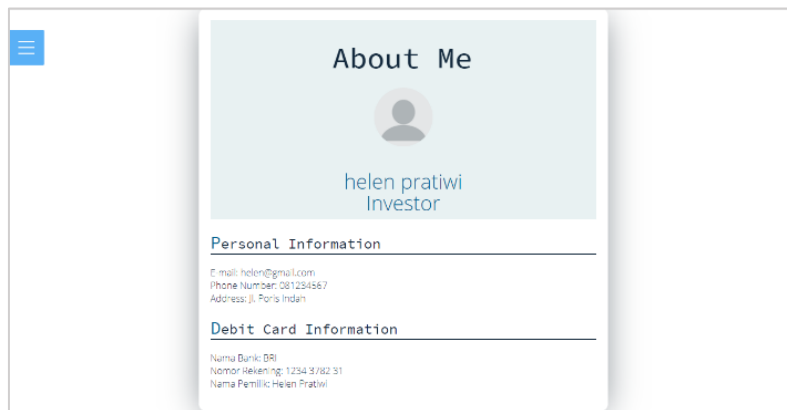 About Me
helen pratiwi
Investor
Personal Information
E-mail: helen@gmail.com
Phone Number: 081234567
Address: Jl. Poris Indah
Debit Card Information
Nama Bank: BRI
Nomor Rekening: 1234 3782 31
Nama Pemilik: Helen Pratiwi